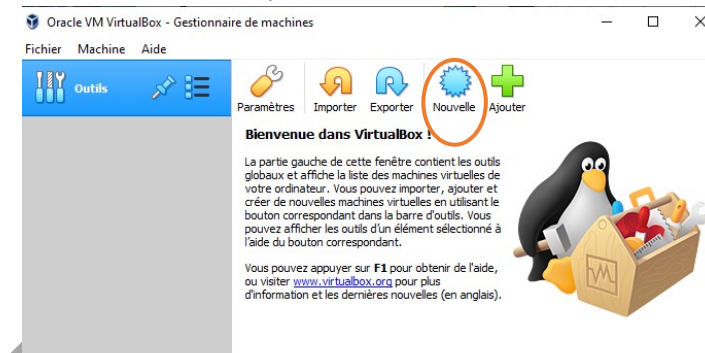 Oracle VM VirtualBox - Gestionnaire de machines
Fichier Machine Aide
Outils
Paramètres Importer Exporter Nouvelle Ajouter
Bienvenue dans VirtualBox !
La partie gauche de cette fenêtre contient les outils
globaux et affiche la liste des machines virtuelles de
votre ordinateur. Vous pouvez importer, ajouter et
créer de nouvelles machines virtuelles en utilisant le
bouton correspondant dans la barre d'outils. Vous
pouvez afficher les outils d'un élément sélectionné à
l'aide du bouton correspondant.
Vous pouvez appuyer sur F1 pour obtenir de l'aide,
ou visiter www.virtualbox.org pour plus
d'information et les dernières nouvelles (en anglais).